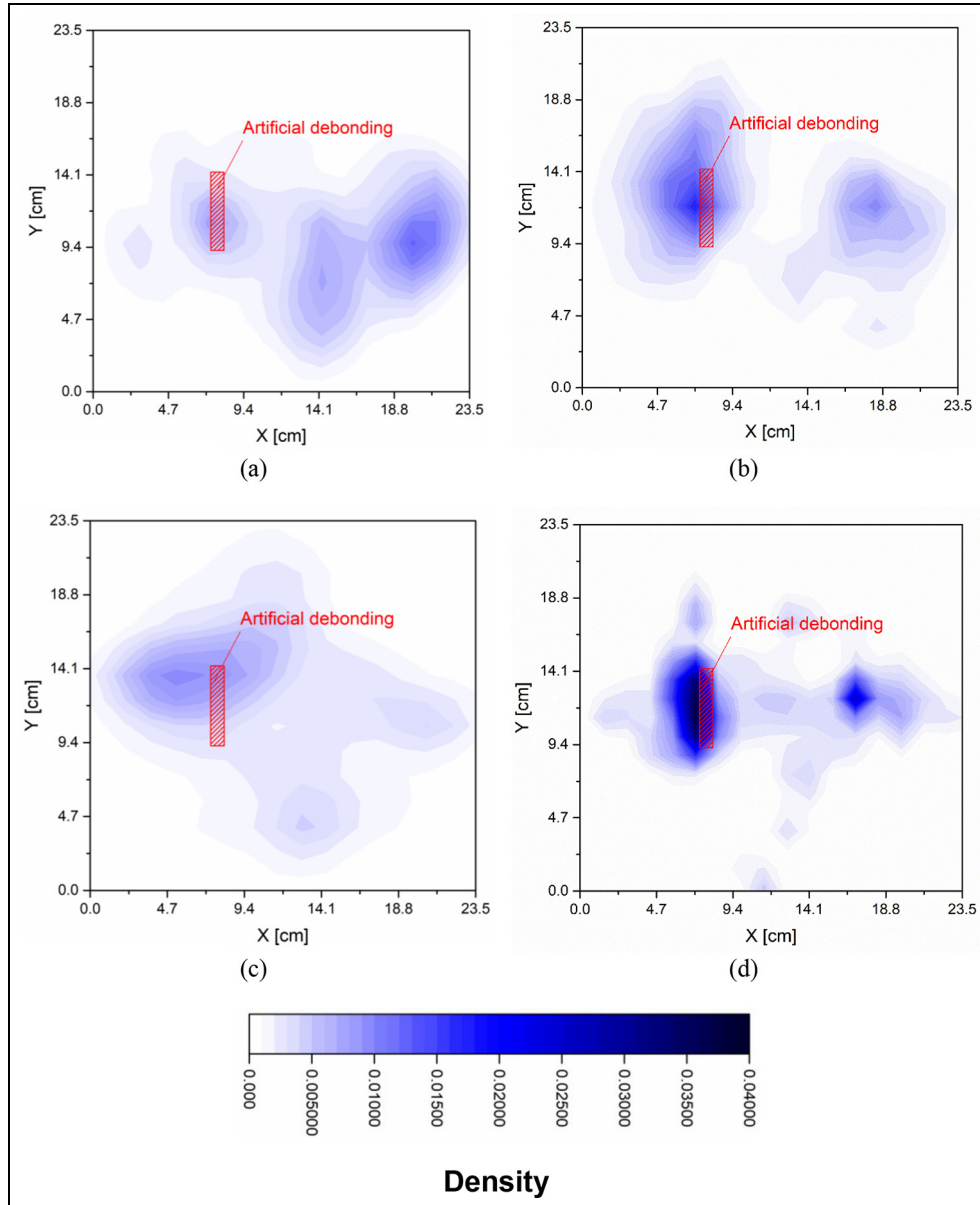 23.5
18.8
14.1
9.4
4.7
0.0
Y [cm]
Artificial debonding
0.0 4.7 9.4 14.1 18.8 23.5
X [cm]
(a)
23.5
18.8
14.1
9.4
4.7
0.0
Y [cm]
Artificial debonding
0.0 4.7 9.4 14.1 18.8 23.5
X [cm]
(b)
23.5
18.8
14.1
9.4
4.7
0.0
Y [cm]
Artificial debonding
0.0 4.7 9.4 14.1 18.8 23.5
X [cm]
(c)
23.5
18.8
14.1
9.4
4.7
0.0
Y [cm]
Artificial debonding
0.0 4.7 9.4 14.1 18.8 23.5
X [cm]
(d)
0.000 0.005000 0.01000 0.01500 0.02000 0.02500 0.03000 0.03500 0.04000
Density